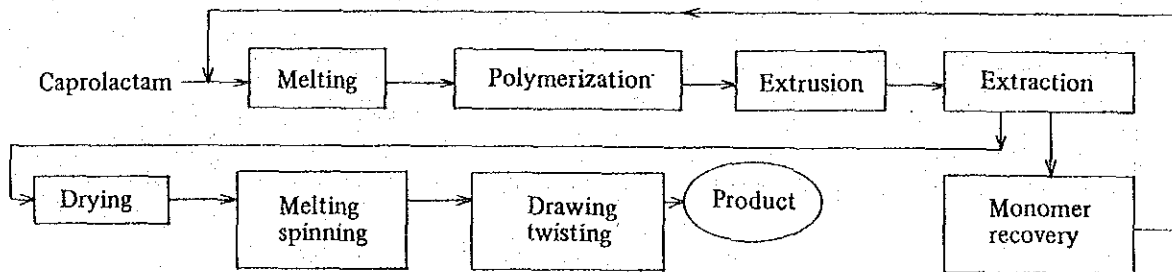 Caprolactam
Melting
Polymerization
Extrusion
Extraction
Drying
Melting
spinning
Drawing
twisting
Product
Monomer
recovery